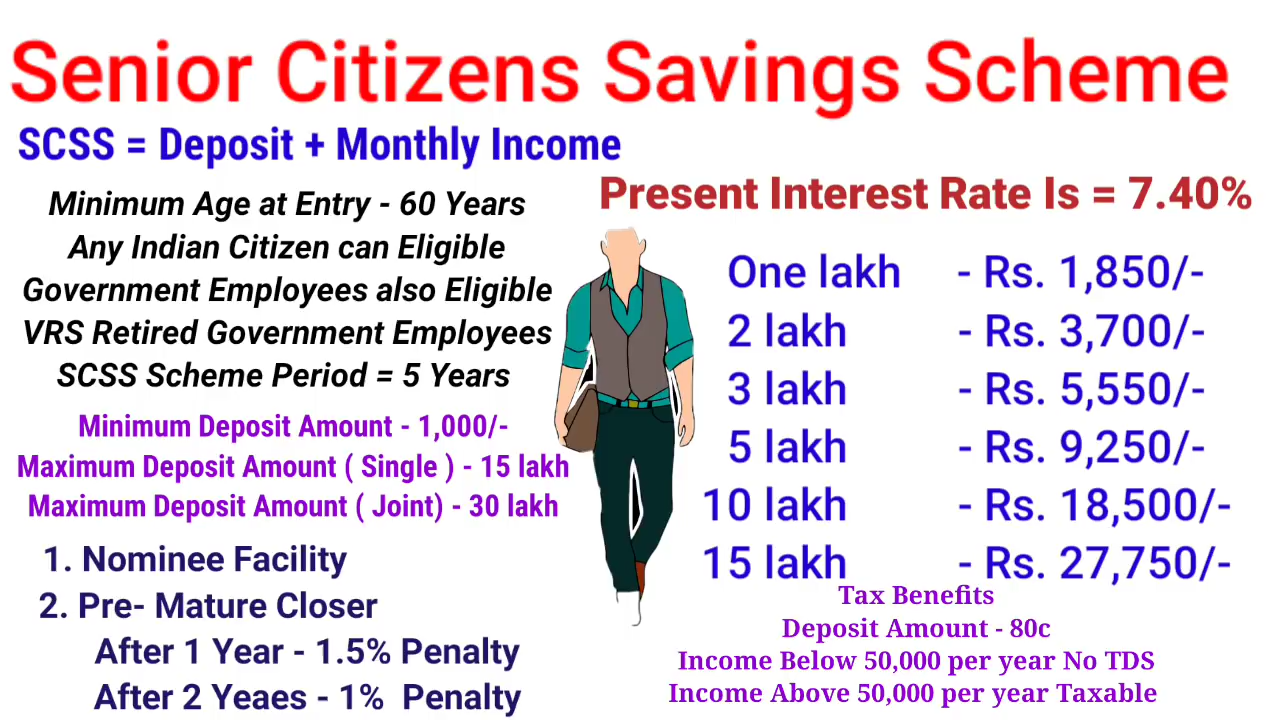 Senior Citizens Savings Scheme
SCSS = Deposit + Monthly Income
Minimum Age at Entry - 60 Years
Any Indian Citizen can Eligible
Government Employees also Eligible
VRS Retired Government Employees
SCSS Scheme Period = 5 Years
Minimum Deposit Amount - 1,000/-
Maximum Deposit Amount ( Single ) - 15 lakh
Maximum Deposit Amount ( Joint) - 30 lakh
1. Nominee Facility
2. Pre- Mature Closer
After 1 Year - 1.5% Penalty
After 2 Yeaes - 1% Penalty
Present Interest Rate Is = 7.40%
One lakh - Rs. 1,850/-
2 lakh - Rs. 3,700/-
3 lakh - Rs. 5,550/-
5 lakh - Rs. 9,250/-
10 lakh - Rs. 18,500/-
15 lakh - Rs. 27,750/-
Tax Benefits
Deposit Amount - 80c
Income Below 50,000 per year No TDS
Income Above 50,000 per year Taxable